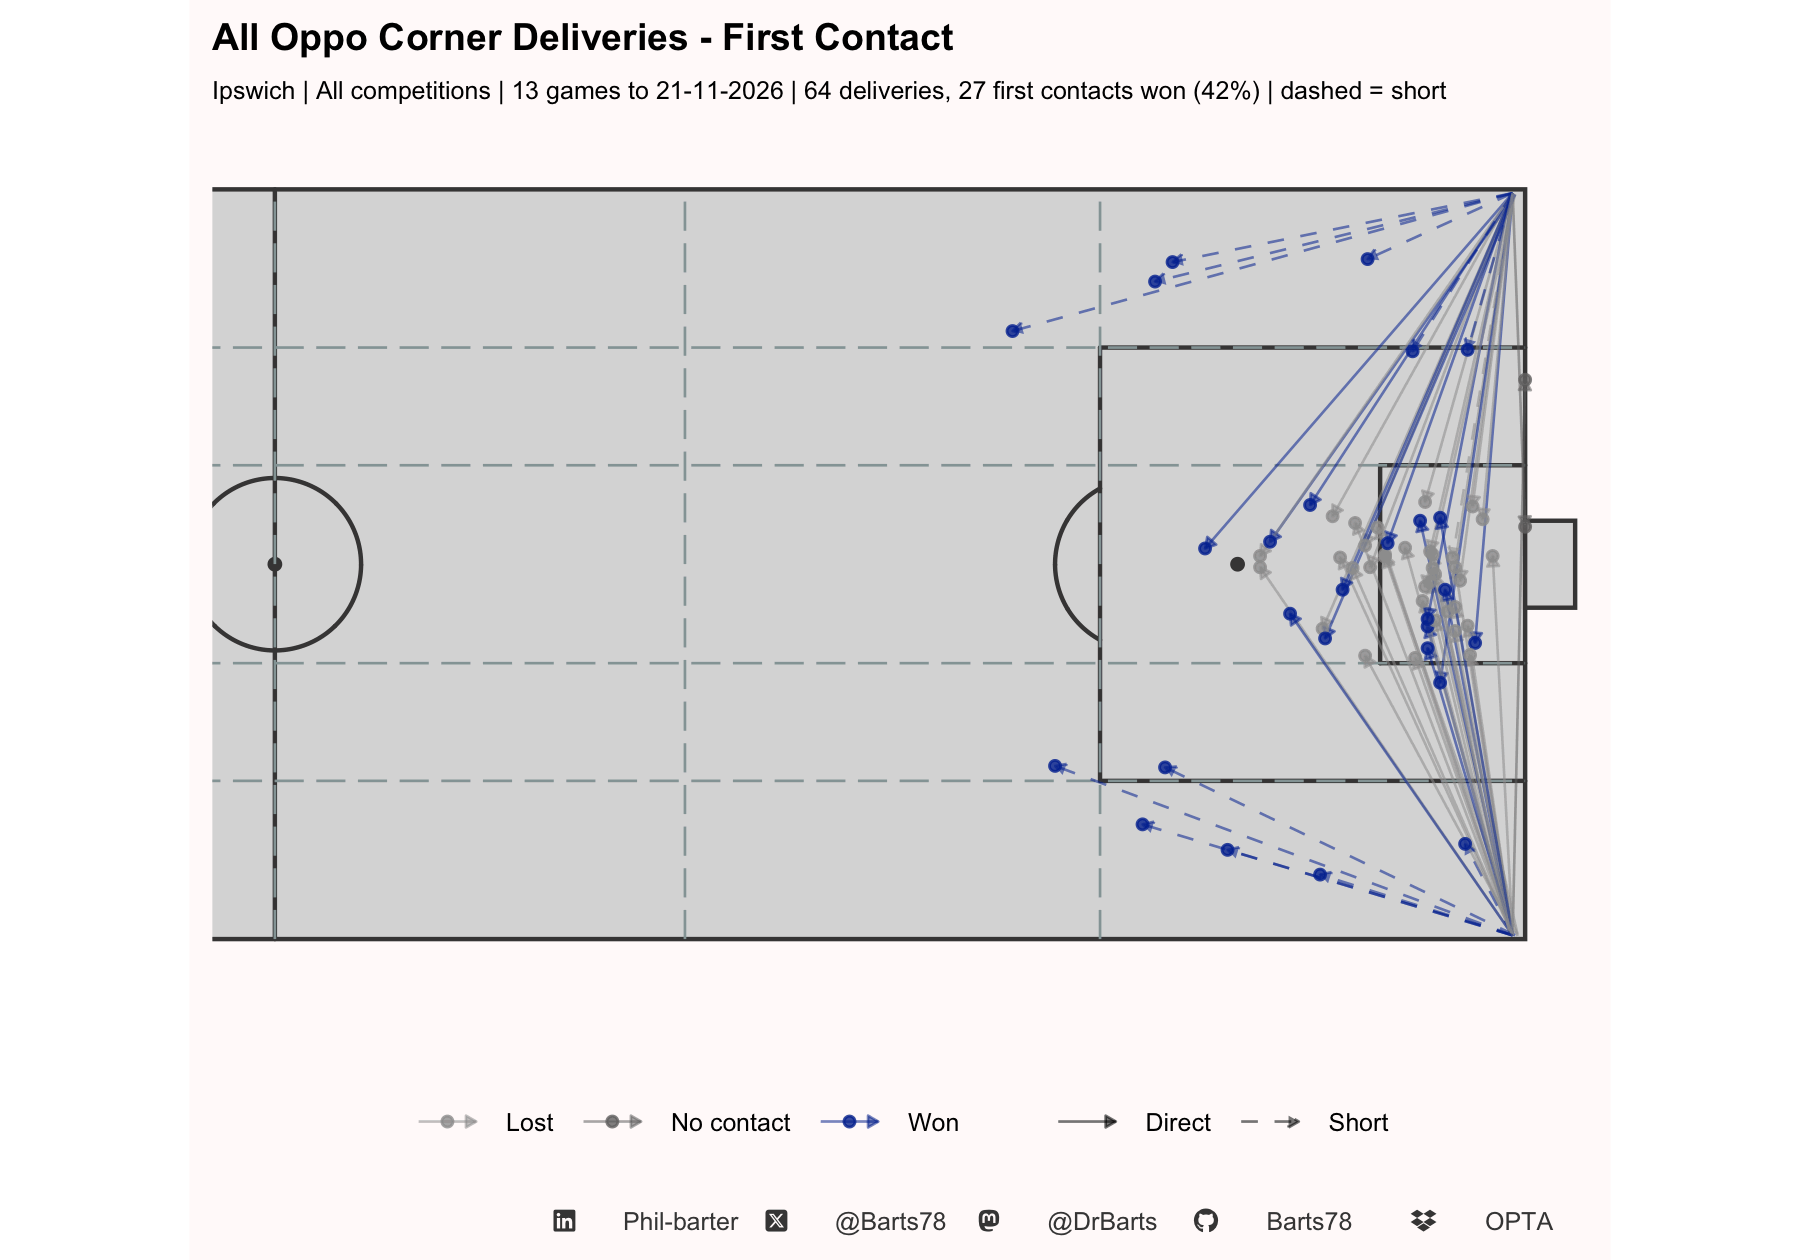 All Oppo Corner Deliveries - First Contact
Ipswich | All competitions | 13 games to 21-11-2026 | 64 deliveries, 27 first contacts won (42%) | dashed = short
Lost No contact Won Direct Short
Phil-barter @Barts78 @DrBarts Barts78 OPTA